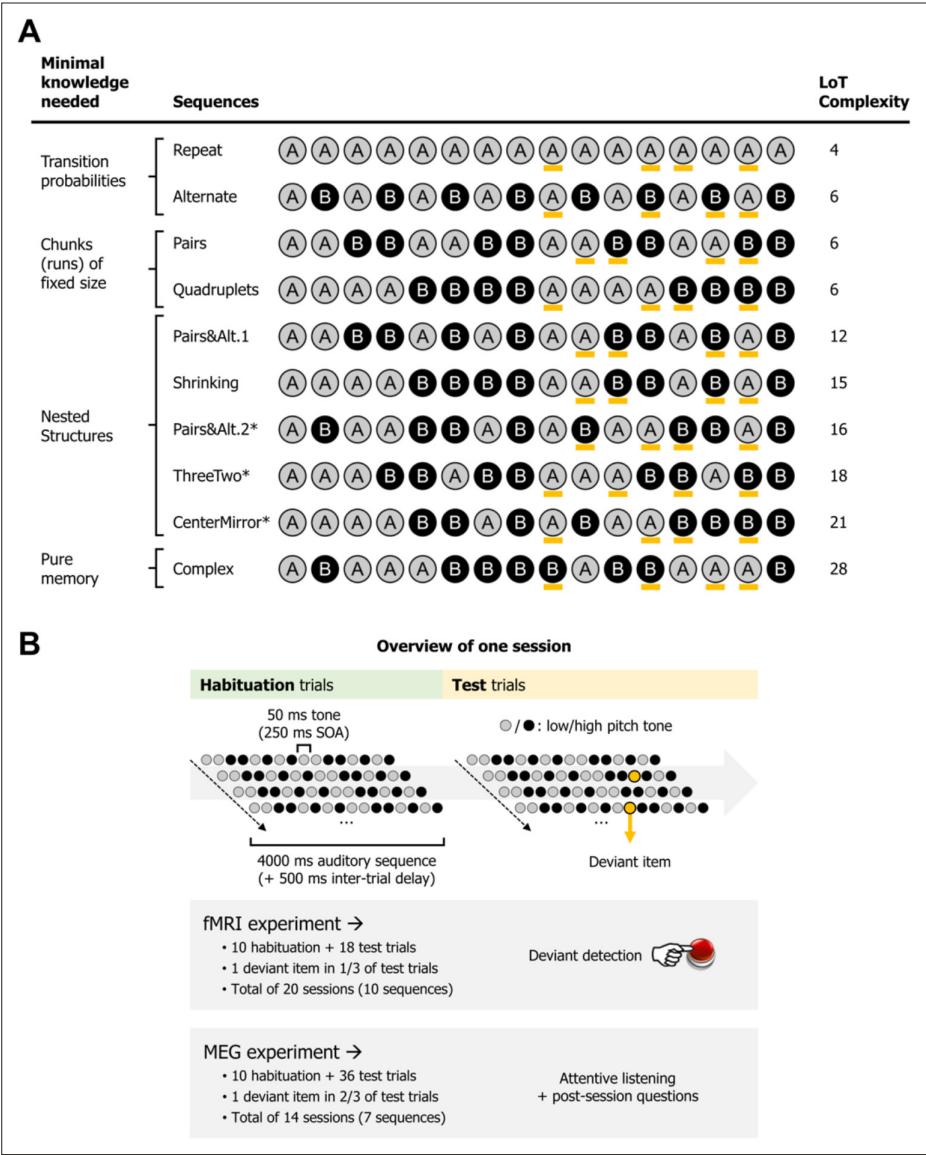 A
Minimal
knowledge
needed
Sequences
LoT
Complexity
Transition
probabilities
Repeat A A A A A A A A A A A A A A A A 4
Alternate A B A B A B A B A B A B A B A B 6
Chunks
(runs) of
fixed size
Pairs A A B B A A B B A A B B A A B B 6
Quadruplets A A A A B B B B A A A A B B B B 6
Nested
Structures
Pairs&Alt.1 A A B B A B A B A A B B A B A B 12
Shrinking A A A A B B B B A A B B A B A B 15
Pairs&Alt.2* A B A A B B A B A B A A B B A B 16
ThreeTwo* A A A B B A B B A A A B B A B B 18
CenterMirror* A A A A B B A B A B A A B B B B 21
Pure
memory
Complex A B A A A B B B B A B B A A A B 28
B
Overview of one session
Habituation trials
Test trials
50 ms tone
(250 ms SOA)
/ : low/high pitch tone
...
...
4000 ms auditory sequence
(+ 500 ms inter-trial delay)
Deviant item
fMRI experiment →
• 10 habituation + 18 test trials
• 1 deviant item in 1/3 of test trials
• Total of 20 sessions (10 sequences)
Deviant detection
MEG experiment →
• 10 habituation + 36 test trials
• 1 deviant item in 2/3 of test trials
• Total of 14 sessions (7 sequences)
Attentive listening
+ post-session questions